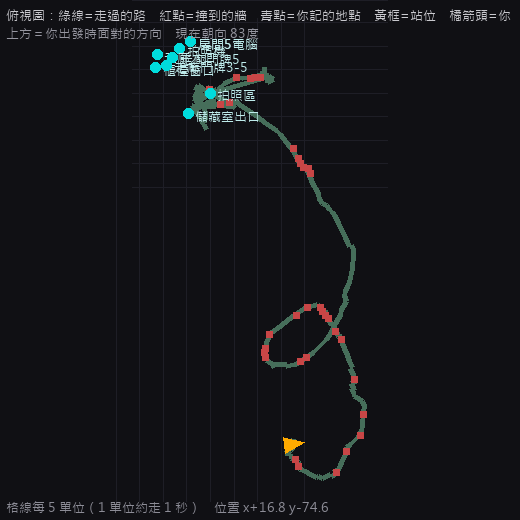 俯視圖：綠線=走過的路　紅點=撞到的牆　青點=你記的地點　黃框=站位　橘箭頭=你
上方＝你出發時面對的方向　現在朝向 83度
拍照區
儲藏室出口
格線每 5 單位（1 單位約走 1 秒）　位置 x+16.8 y-74.6